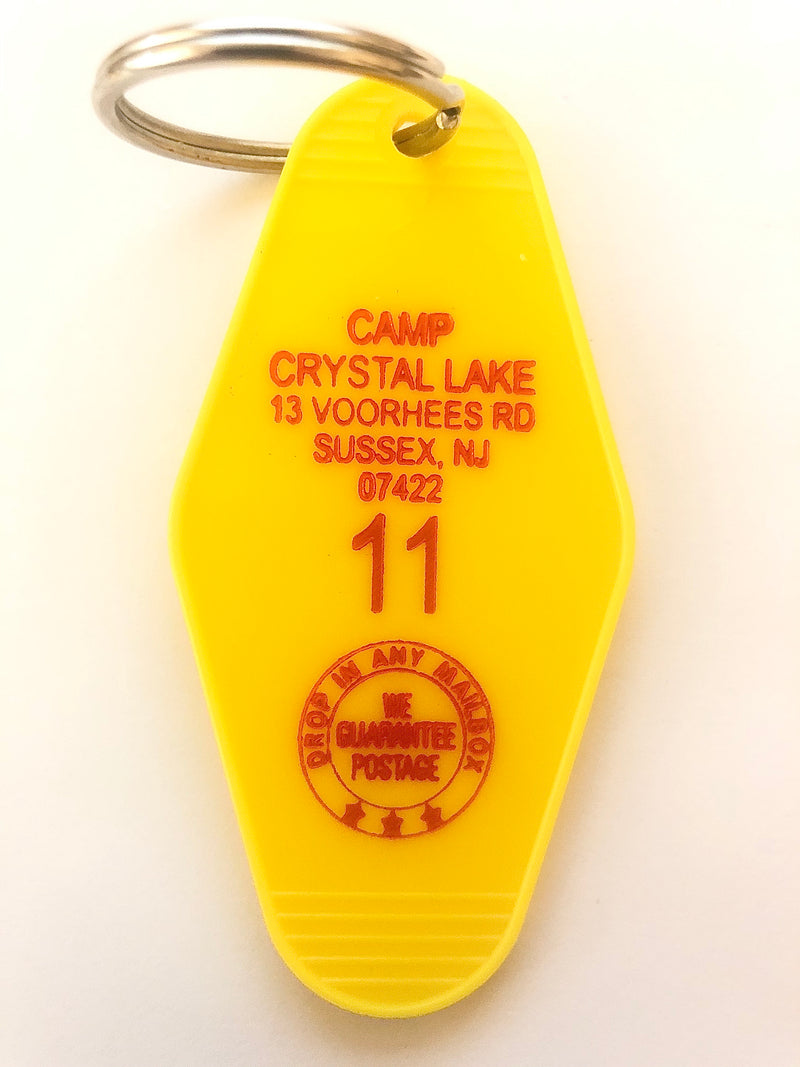 CAMP
CRYSTAL LAKE
13 VOORHEES RD
SUSSEX, NJ
07422
11
DROP IN ANY MAILBOX
WE
GUARANTEE
POSTAGE